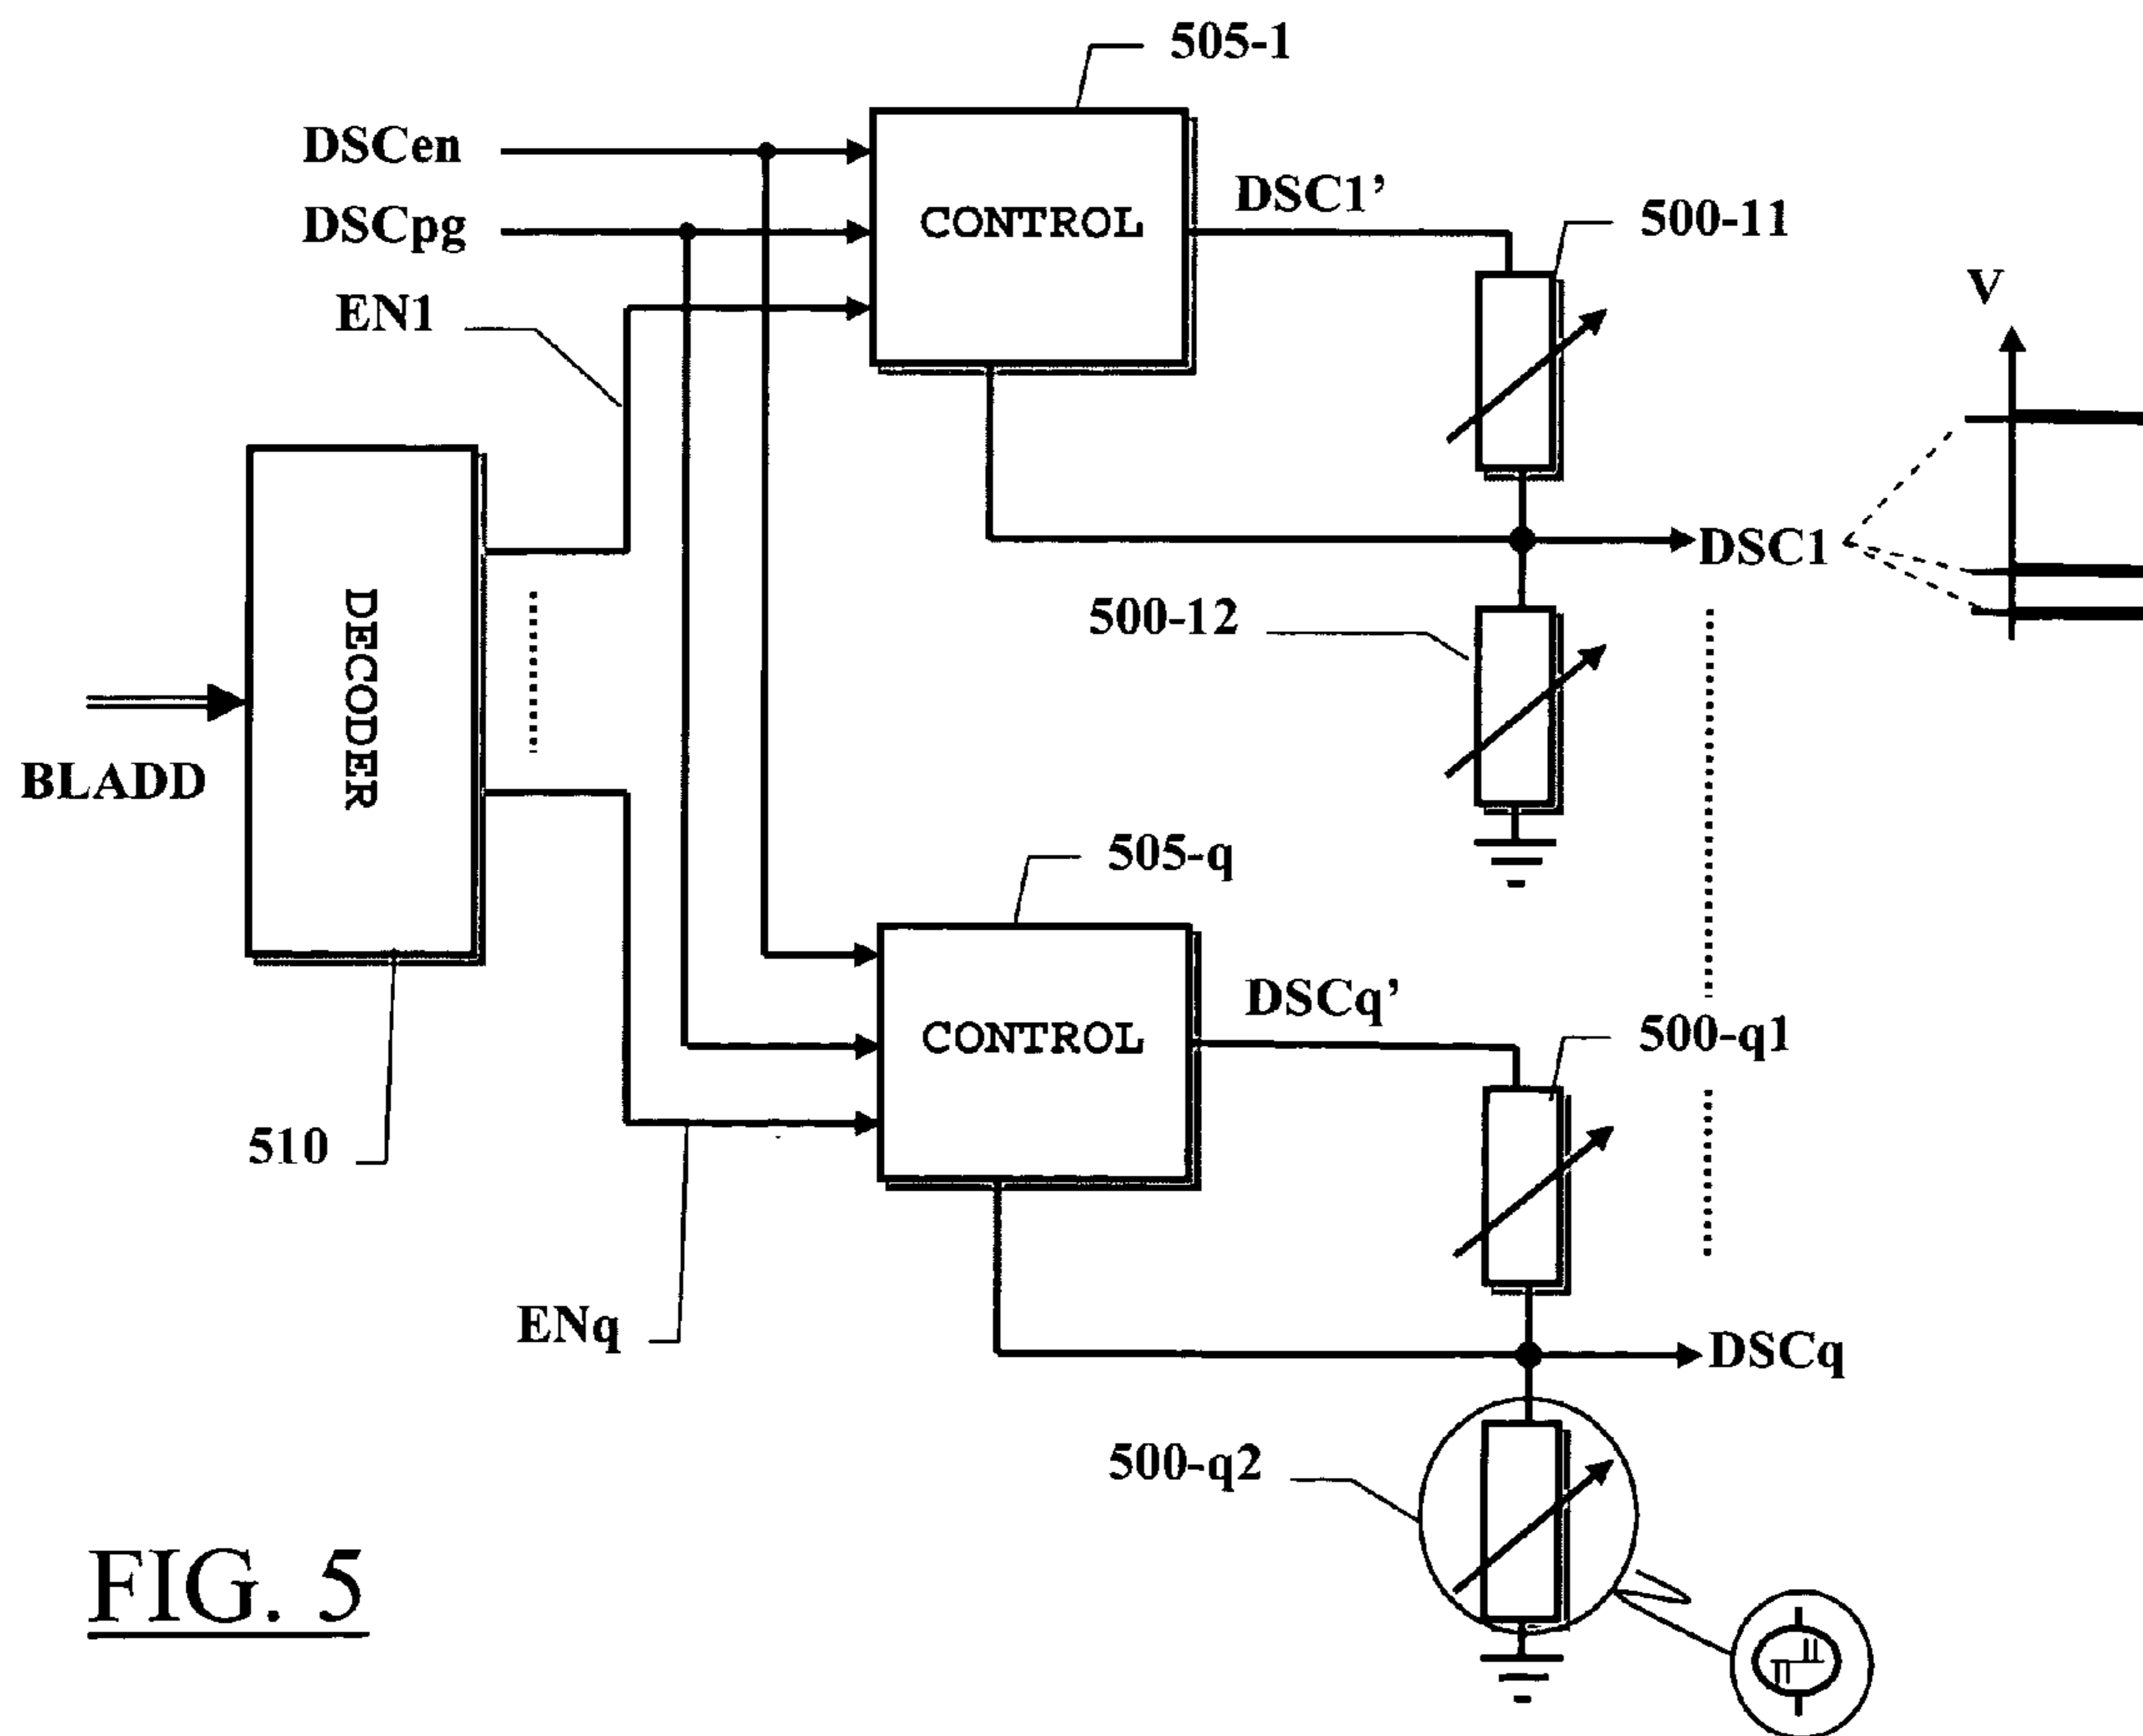 505-1
DSCen
DSCpg
EN1
CONTROL
DSC1’
500-11
V
DSC1
500-12
DECODER
BLADD
505-q
CONTROL
DSCq’
500-q1
510
ENq
DSCq
500-q2
FIG. 5